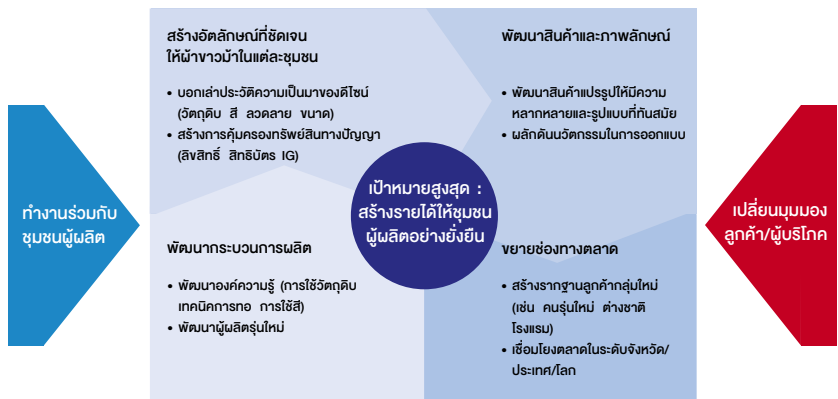 สร้างอัตลักษณ์ที่ชัดเจน
ให้ผ้าขาวม้าในแต่ละชุมชน
• บอกเล่าประวัติความเป็นมาของดีไซน์
(วัตถุดิบ สี ลวดลาย ขนาด)
• สร้างการคุ้มครองทรัพย์สินทางปัญญา
(ลิขสิทธิ์ สิทธิบัตร IG)
พัฒนาสินค้าและภาพลักษณ์
• พัฒนาสินค้าแปรรูปให้มีความ
หลากหลายและรูปแบบที่ทันสมัย
• ผลักดันนวัตกรรมในการออกแบบ
ทำงานร่วมกับ
ชุมชนผู้ผลิต
เป้าหมายสูงสุด :
สร้างรายได้ให้ชุมชน
ผู้ผลิตอย่างยั่งยืน
เปลี่ยนมุมมอง
ลูกค้า/ผู้บริโภค
พัฒนากระบวนการผลิต
• พัฒนาองค์ความรู้ (การใช้วัตถุดิบ
เทคนิคการทอ การใช้สี)
• พัฒนาผู้ผลิตรุ่นใหม่
ขยายช่องทางตลาด
• สร้างรากฐานลูกค้ากลุ่มใหม่
(เช่น คนรุ่นใหม่ ต่างชาติ
โรงแรม)
• เชื่อมโยงตลาดในระดับจังหวัด/
ประเทศ/โลก